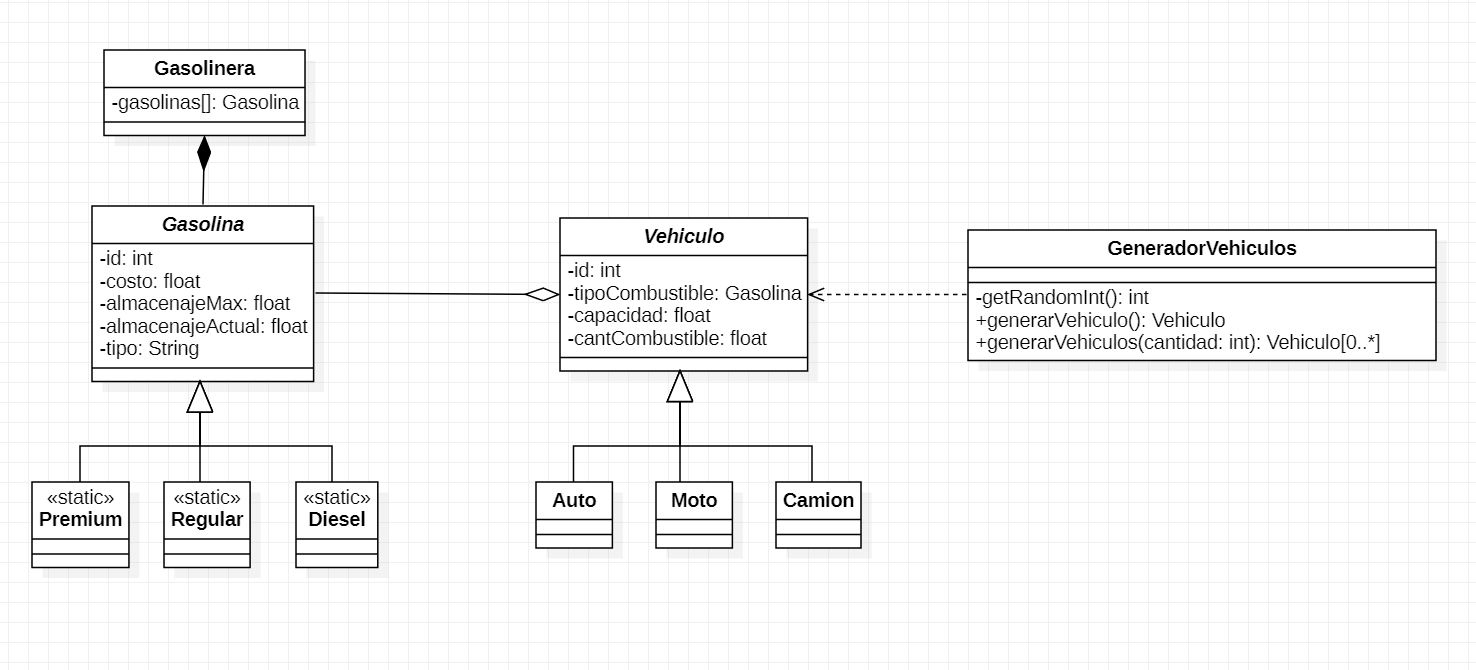 Gasolinera
-gasolinas[]: Gasolina
Gasolina
-id: int
-costo: float
-almacenajeMax: float
-almacenajeActual: float
-tipo: String
Vehiculo
-id: int
-tipoCombustible: Gasolina
-capacidad: float
-cantCombustible: float
GeneradorVehiculos
-getRandomInt(): int
+generarVehiculo(): Vehiculo
+generarVehiculos(cantidad: int): Vehiculo[0..*]
«static»
Premium
«static»
Regular
«static»
Diesel
Auto
Moto
Camion